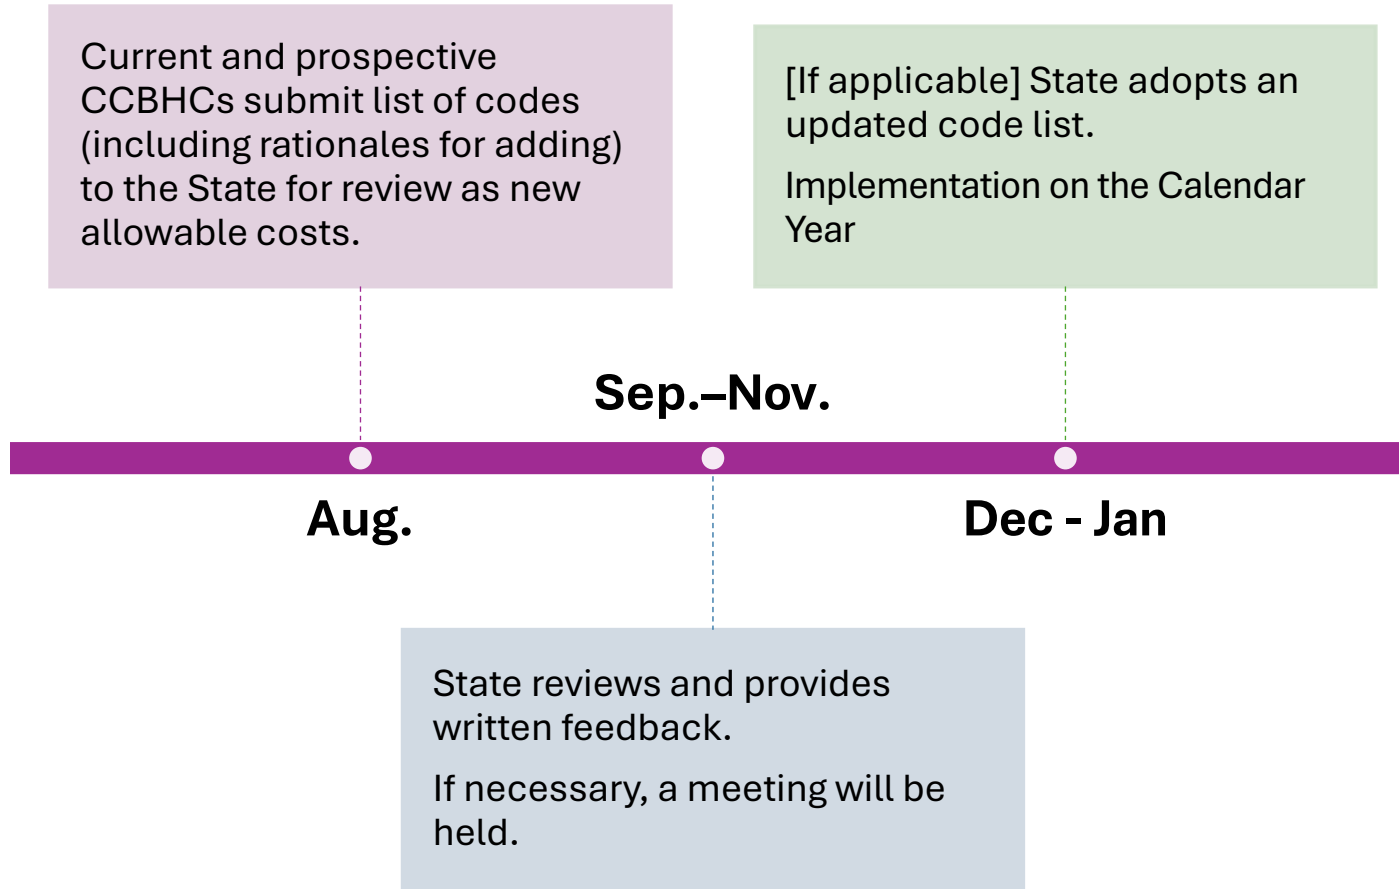 Current and prospective
CCBHCs submit list of codes
(including rationales for adding)
to the State for review as new
allowable costs.
[If applicable] State adopts an
updated code list.
Implementation on the Calendar
Year
Sep.–Nov.
Aug.
Dec - Jan
State reviews and provides
written feedback.
If necessary, a meeting will be
held.